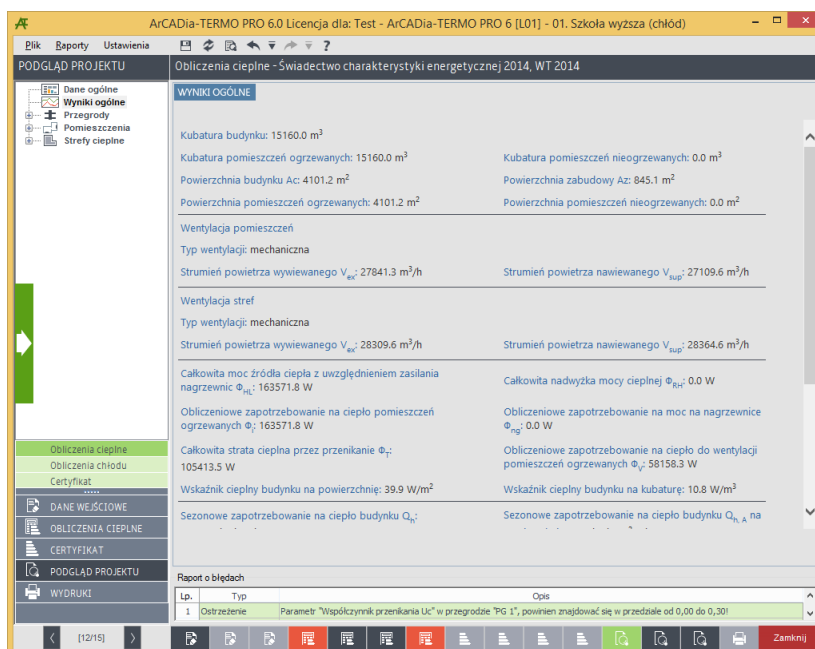 ArCADia-TERMO PRO 6.0 Licencja dla: Test - ArCADia-TERMO PRO 6 [L01] - 01. Szkoła wyższa (chłód)
Plik Raporty Ustawienia ?
PODGLĄD PROJEKTU
Obliczenia cieplne - Świadectwo charakterystyki energetycznej 2014, WT 2014
Dane ogólne
Wyniki ogólne
Przegrody
Pomieszczenia
Strefy cieplne
WYNIKI OGÓLNE
Kubatura budynku: 15160.0 m³
Kubatura pomieszczeń ogrzewanych: 15160.0 m³ Kubatura pomieszczeń nieogrzewanych: 0.0 m³
Powierzchnia budynku Ac: 4101.2 m² Powierzchnia zabudowy Az: 845.1 m²
Powierzchnia pomieszczeń ogrzewanych: 4101.2 m² Powierzchnia pomieszczeń nieogrzewanych: 0.0 m²
Wentylacja pomieszczeń
Typ wentylacji: mechaniczna
Strumień powietrza wywiewanego Vex: 27841.3 m³/h Strumień powietrza nawiewanego Vsup: 27109.6 m³/h
Wentylacja stref
Typ wentylacji: mechaniczna
Strumień powietrza wywiewanego Vex: 28309.6 m³/h Strumień powietrza nawiewanego Vsup: 28364.6 m³/h
Całkowita moc źródła ciepła z uwzględnieniem zasilania
nagrzewnic ΦHL: 163571.8 W
Całkowita nadwyżka mocy cieplnej ΦRH: 0.0 W
Obliczeniowe zapotrzebowanie na ciepło pomieszczeń
ogrzewanych Φi: 163571.8 W
Obliczeniowe zapotrzebowanie na moc na nagrzewnice
Φng: 0.0 W
Całkowita strata cieplna przez przenikanie ΦT:
105413.5 W
Obliczeniowe zapotrzebowanie na ciepło do wentylacji
pomieszczeń ogrzewanych ΦV: 58158.3 W
Wskaźnik cieplny budynku na powierzchnię: 39.9 W/m² Wskaźnik cieplny budynku na kubaturę: 10.8 W/m³
Sezonowe zapotrzebowanie na ciepło budynku Qh: Sezonowe zapotrzebowanie na ciepło budynku Qh, A na
Obliczenia cieplne
Obliczenia chłodu
Certyfikat
DANE WEJŚCIOWE
OBLICZENIA CIEPLNE
CERTYFIKAT
PODGLĄD PROJEKTU
WYDRUKI
Raport o błędach
Lp. Typ Opis
1 Ostrzeżenie Parametr "Współczynnik przenikania Uc" w przegrodzie "PG 1", powinien znajdować się w przedziale od 0,00 do 0,30!
[12/15]
Zamknij